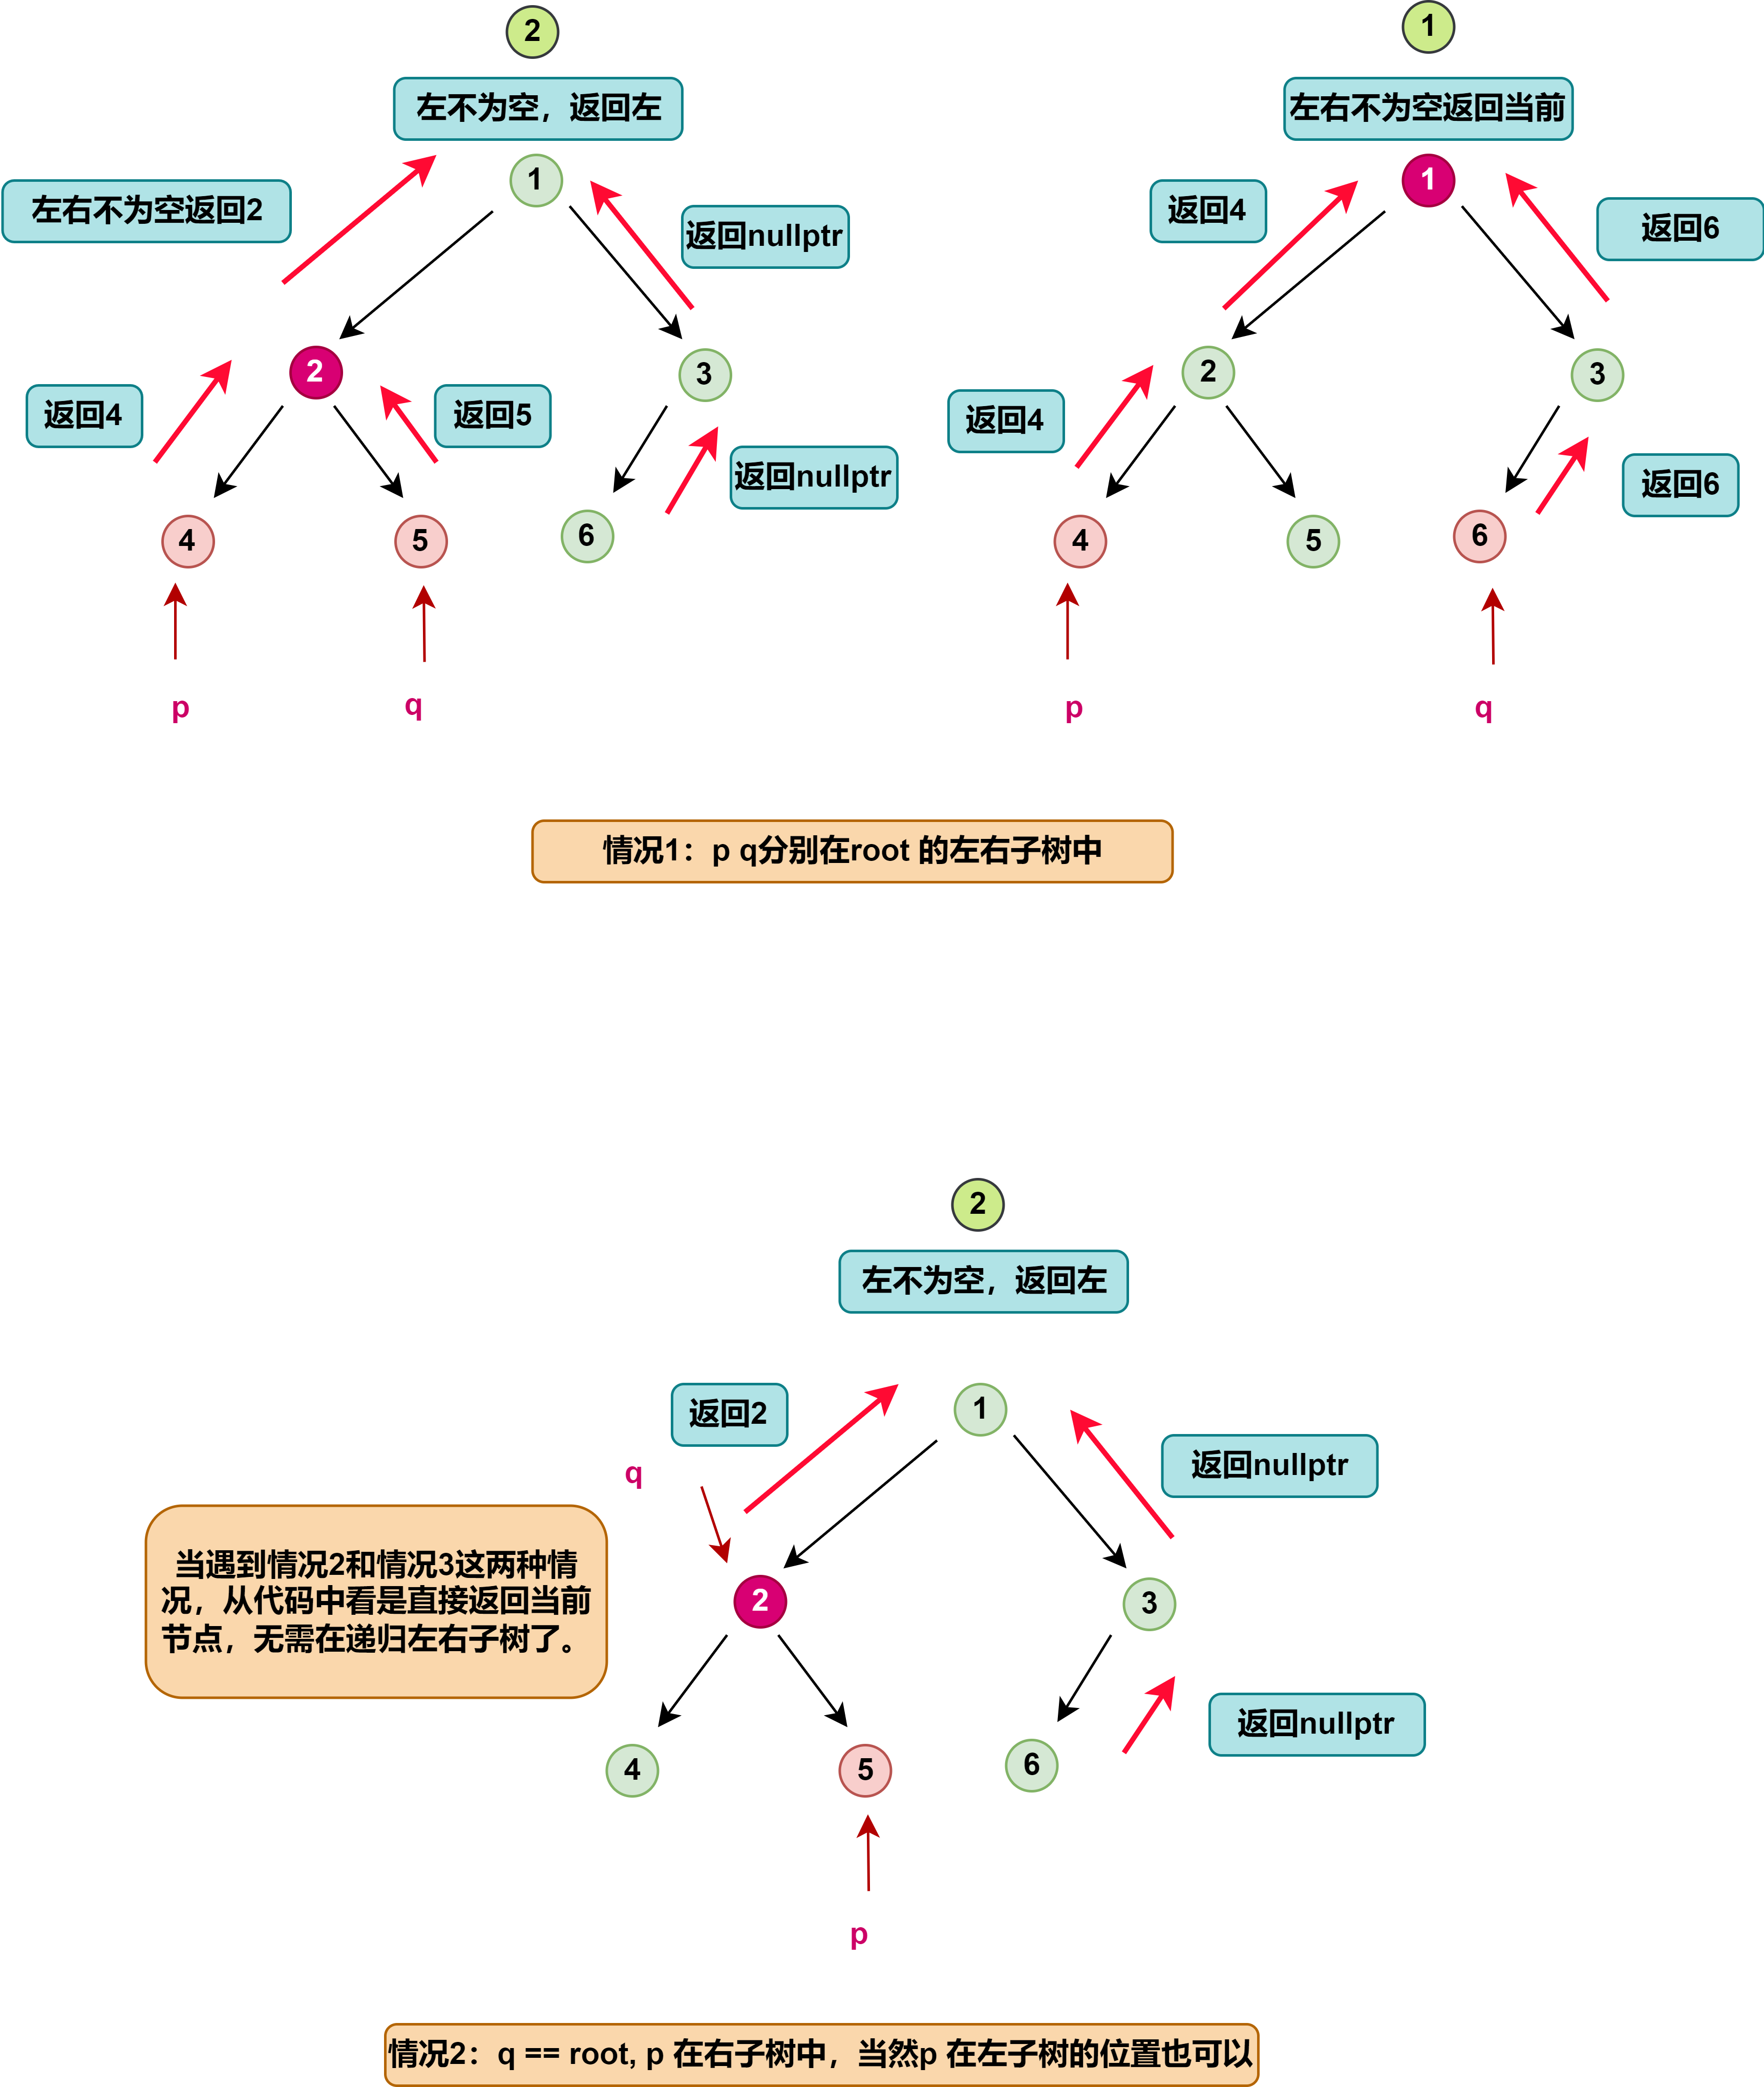 2
左不为空，返回左
1
左右不为空返回2
返回nullptr
2
3
返回4
返回5
返回nullptr
4
5
6
p
q
1
左右不为空返回当前
1
返回4
返回6
2
3
返回4
返回6
4
5
6
p
q
情况1：p q分别在root 的左右子树中
2
左不为空，返回左
1
返回2
返回nullptr
q
当遇到情况2和情况3这两种情
况，从代码中看是直接返回当前
节点，无需在递归左右子树了。
2
3
返回nullptr
4
5
6
p
情况2：q == root, p 在右子树中，当然p 在左子树的位置也可以